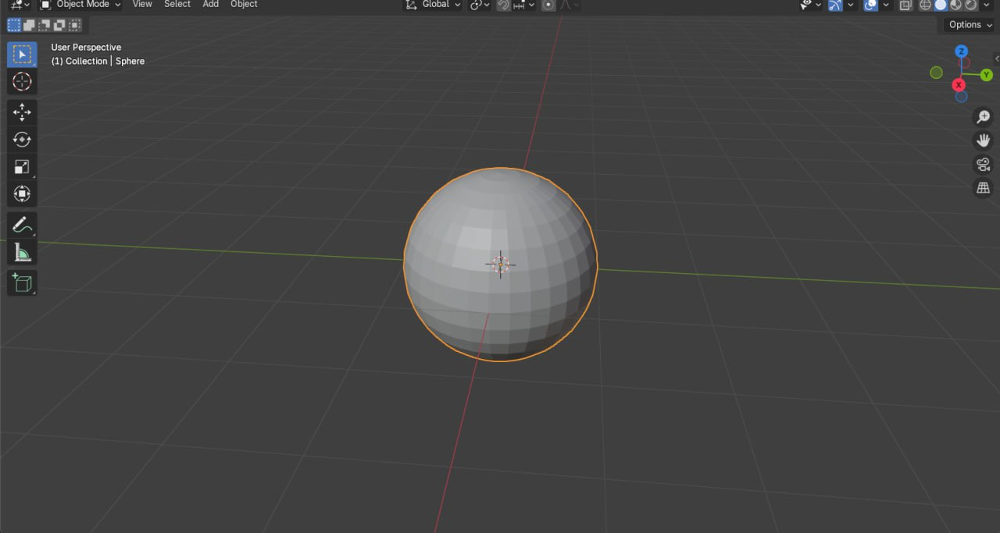 Object Mode View Select Add Object Global
Options
User Perspective
(1) Collection | Sphere
Z
Y
X